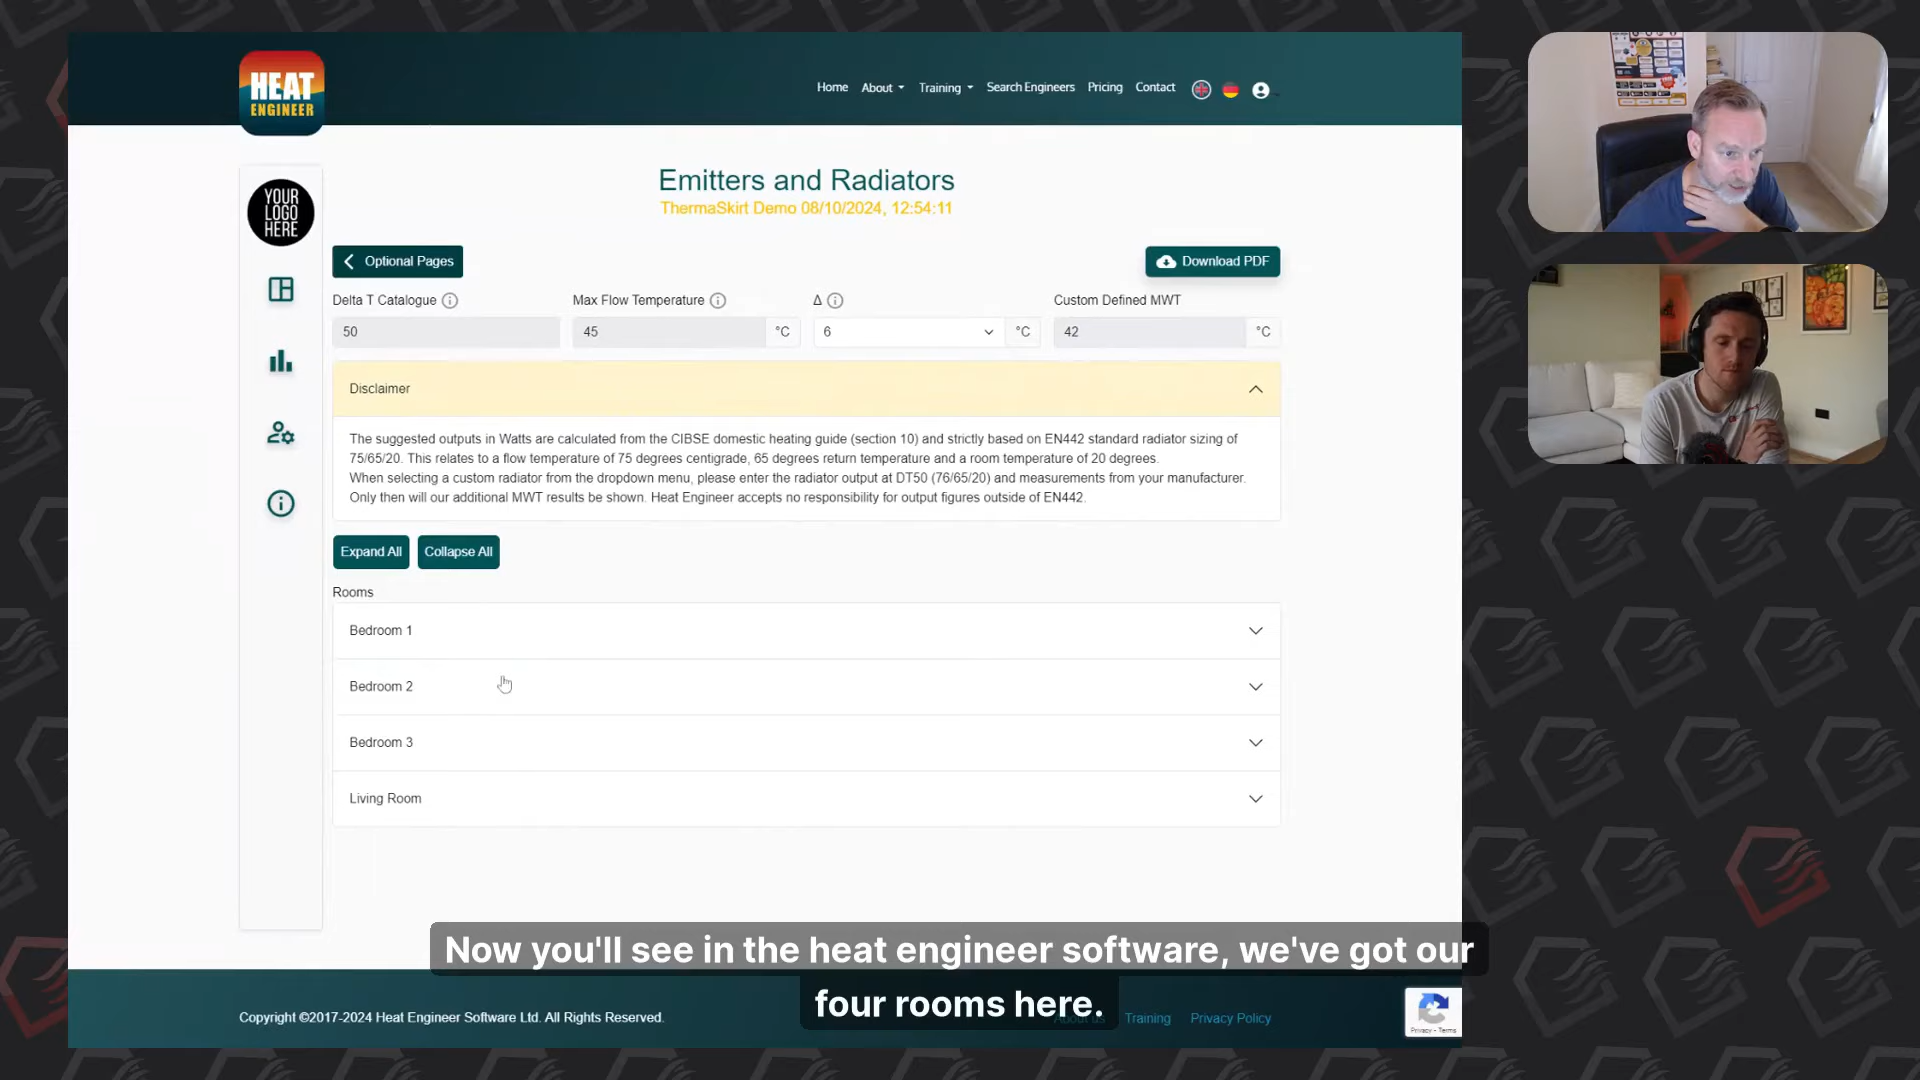 HEAT
ENGINEER
Home
About
Training
Search Engineers
Pricing
Contact
YOUR
LOGO
HERE
Emitters and Radiators
ThermaSkirt Demo 08/10/2024, 12:54:11
Optional Pages
Download PDF
Delta T Catalogue
Max Flow Temperature
Δ
Custom Defined MWT
50
45 °C
6 °C
42 °C
Disclaimer
The suggested outputs in Watts are calculated from the CIBSE domestic heating guide (section 10) and strictly based on EN442 standard radiator sizing of
75/65/20. This relates to a flow temperature of 75 degrees centigrade, 65 degrees return temperature and a room temperature of 20 degrees.
When selecting a custom radiator from the dropdown menu, please enter the radiator output at DT50 (76/65/20) and measurements from your manufacturer.
Only then will our additional MWT results be shown. Heat Engineer accepts no responsibility for output figures outside of EN442.
Expand All
Collapse All
Rooms
Bedroom 1
Bedroom 2
Bedroom 3
Living Room
Now you'll see in the heat engineer software, we've got our
four rooms here.
Copyright ©2017-2024 Heat Engineer Software Ltd. All Rights Reserved.
About us
Training
Privacy Policy
Privacy - Terms